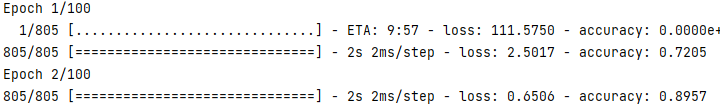 Epoch 1/100
1/805 [..............................] - ETA: 9:57 - loss: 111.5750 - accuracy: 0.0000e+
805/805 [==============================] - 2s 2ms/step - loss: 2.5017 - accuracy: 0.7205
Epoch 2/100
805/805 [==============================] - 2s 2ms/step - loss: 0.6506 - accuracy: 0.8957